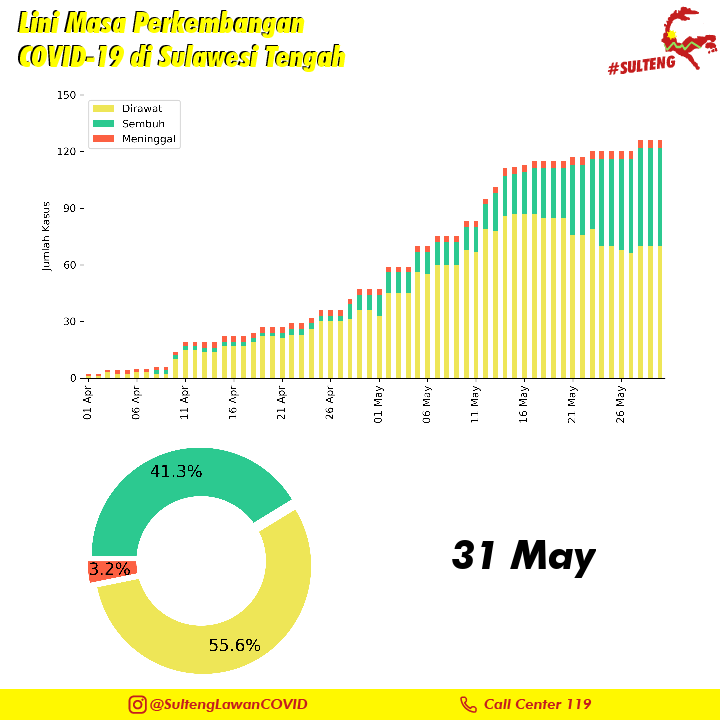 Lini Masa Perkembangan
COVID-19 di Sulawesi Tengah
#SULTENG
150
120
90
60
30
0
Jumlah Kasus
Dirawat
Sembuh
Meninggal
01 Apr
06 Apr
11 Apr
16 Apr
21 Apr
26 Apr
01 May
06 May
11 May
16 May
21 May
26 May
41.3%
3.2%
55.6%
31 May
@SultengLawanCOVID
Call Center 119